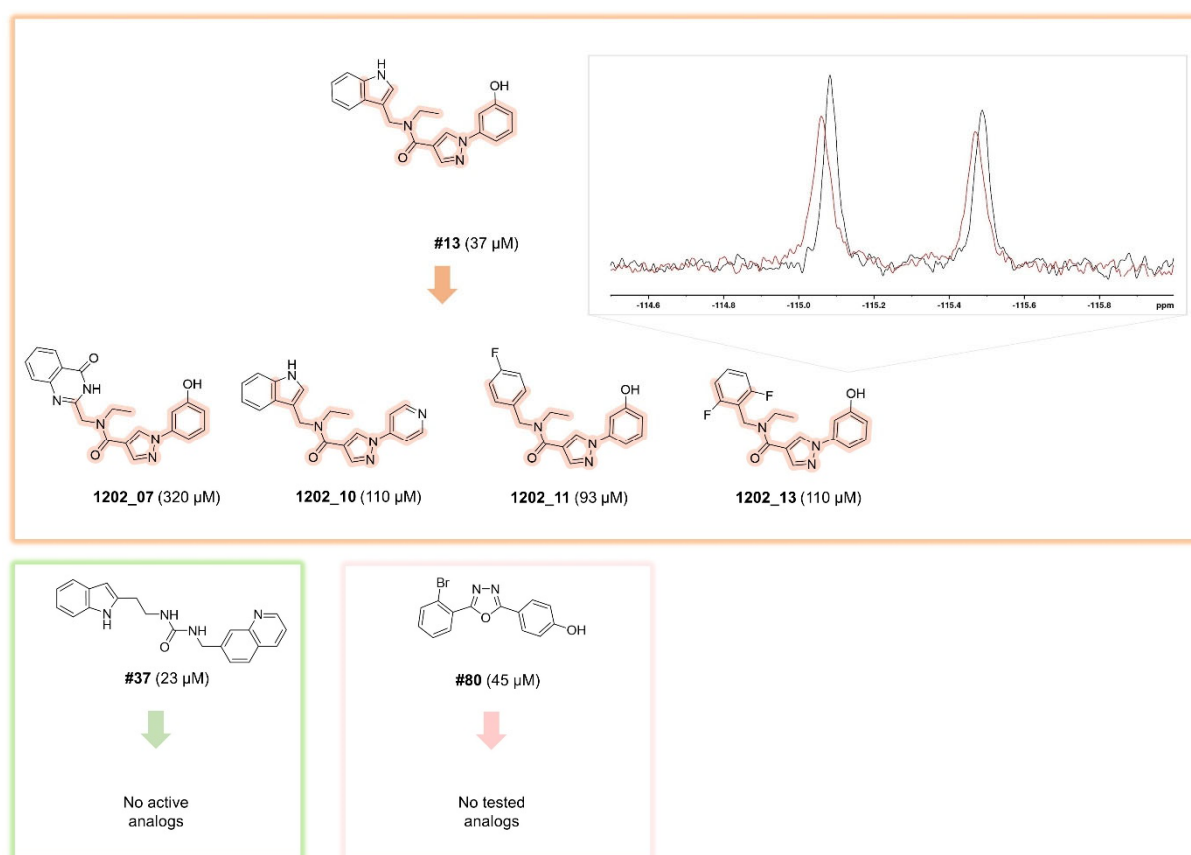 H
N
OH
N
O
N
N
#13 (37 µM)
-114.6 -114.8 -115.0 -115.2 -115.4 -115.6 -115.8 ppm
O
NH
N
OH
N
O
N
N
1202_07 (320 µM)
H
N
N
N
O
N
N
1202_10 (110 µM)
F
OH
N
O
N
N
1202_11 (93 µM)
F
F
OH
N
O
N
N
1202_13 (110 µM)
N
H
NH
O
NH
N
#37 (23 µM)
No active
analogs
Br
N N
O
OH
#80 (45 µM)
No tested
analogs